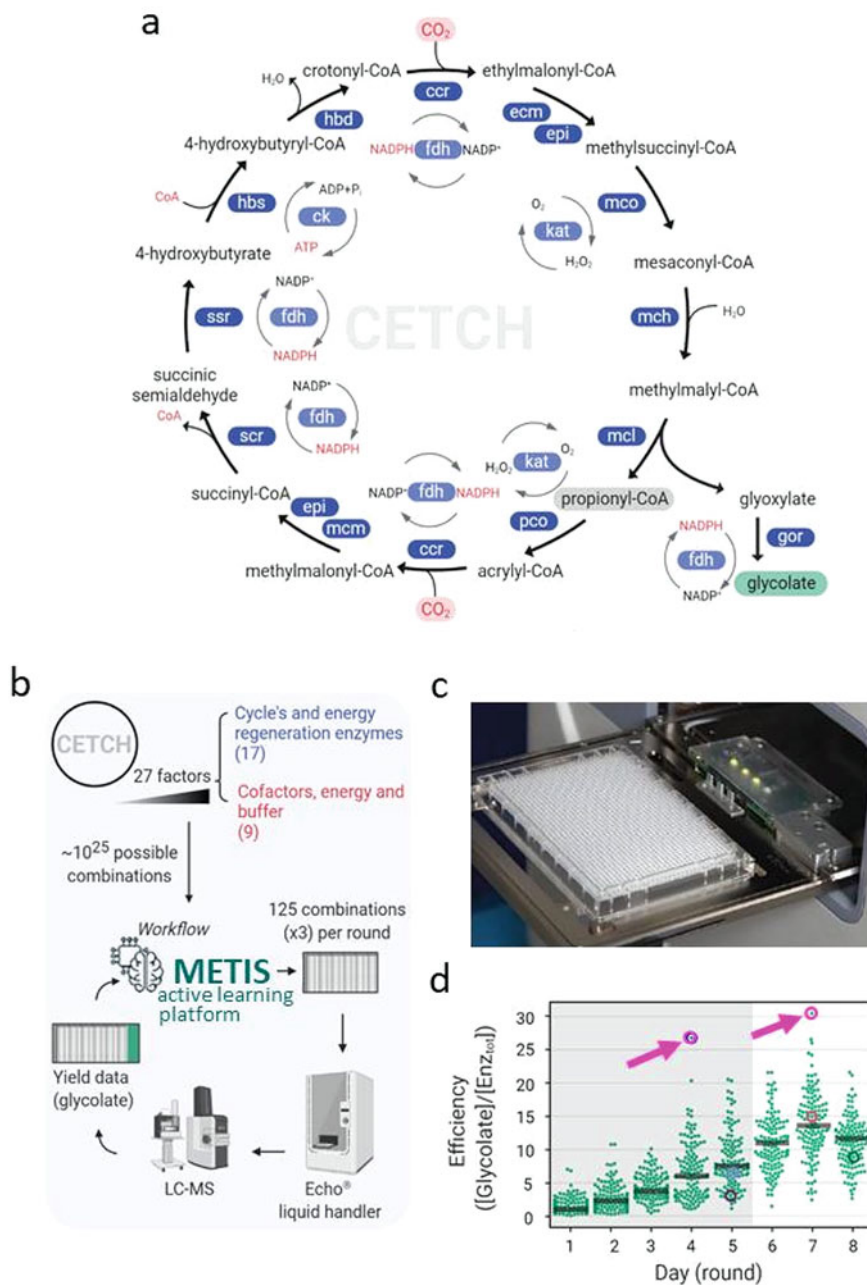 a
CO₂
crotonyl-CoA
ethylmalonyl-CoA
H₂O
ccr
hbd
ecm
epi
4-hydroxybutyryl-CoA
NADPH fdh NADP⁺
methylsuccinyl-CoA
CoA
hbs
ADP+Pᵢ
ck
ATP
O₂
kat
H₂O₂
mco
4-hydroxybutyrate
mesaconyl-CoA
NADP⁺
ssr
fdh
NADPH
CETCH
mch
H₂O
succinic
semialdehyde
NADP⁺
methylmalyl-CoA
CoA
scr
fdh
NADPH
mcl
H₂O₂ kat O₂
succinyl-CoA
NADP⁺ fdh NADPH
propionyl-CoA
glyoxylate
epi
mcm
pco
NADPH
gor
ccr
fdh
methylmalonyl-CoA
acrylyl-CoA
glycolate
NADP⁺
CO₂
b
CETCH
Cycle's and energy
regeneration enzymes
(17)
27 factors
Cofactors, energy and
buffer
(9)
~10²⁵ possible
combinations
125 combinations
(x3) per round
Workflow
METIS
active learning
platform
Yield data
(glycolate)
LC-MS
Echo®
liquid handler
c
d
Efficiency
([Glycolate]/[Enzₜₒₜ])
30
25
20
15
10
5
0
1 2 3 4 5 6 7 8
Day (round)